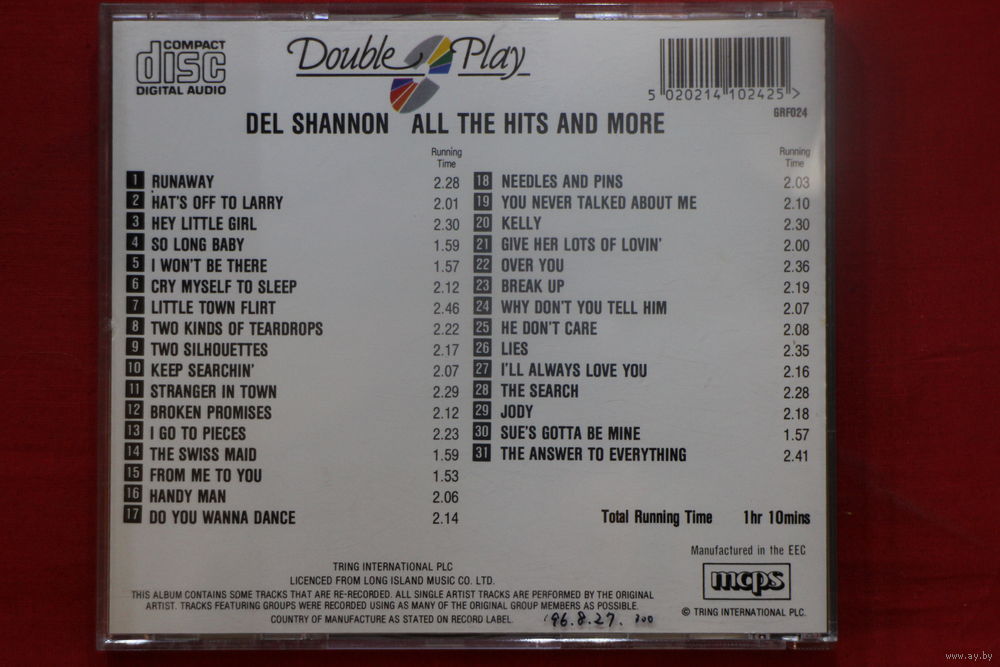 COMPACT
disc
DIGITAL AUDIO
Double Play
5 020214 102425 >
GRF024
DEL SHANNON ALL THE HITS AND MORE
Running
Time
1 RUNAWAY 2.28
2 HAT'S OFF TO LARRY 2.01
3 HEY LITTLE GIRL 2.30
4 SO LONG BABY 1.59
5 I WON'T BE THERE 1.57
6 CRY MYSELF TO SLEEP 2.12
7 LITTLE TOWN FLIRT 2.46
8 TWO KINDS OF TEARDROPS 2.22
9 TWO SILHOUETTES 2.17
10 KEEP SEARCHIN' 2.07
11 STRANGER IN TOWN 2.29
12 BROKEN PROMISES 2.12
13 I GO TO PIECES 2.23
14 THE SWISS MAID 1.59
15 FROM ME TO YOU 1.53
16 HANDY MAN 2.06
17 DO YOU WANNA DANCE 2.14
Running
Time
18 NEEDLES AND PINS 2.03
19 YOU NEVER TALKED ABOUT ME 2.10
20 KELLY 2.30
21 GIVE HER LOTS OF LOVIN' 2.00
22 OVER YOU 2.36
23 BREAK UP 2.19
24 WHY DON'T YOU TELL HIM 2.07
25 HE DON'T CARE 2.08
26 LIES 2.35
27 I'LL ALWAYS LOVE YOU 2.16
28 THE SEARCH 2.28
29 JODY 2.18
30 SUE'S GOTTA BE MINE 1.57
31 THE ANSWER TO EVERYTHING 2.41
Total Running Time 1hr 10mins
Manufactured in the EEC
mcps
© TRING INTERNATIONAL PLC.
TRING INTERNATIONAL PLC
LICENCED FROM LONG ISLAND MUSIC CO. LTD.
THIS ALBUM CONTAINS SOME TRACKS THAT ARE RE-RECORDED. ALL SINGLE ARTIST TRACKS ARE PERFORMED BY THE ORIGINAL
ARTIST. TRACKS FEATURING GROUPS WERE RECORDED USING AS MANY OF THE ORIGINAL GROUP MEMBERS AS POSSIBLE.
COUNTRY OF MANUFACTURE AS STATED ON RECORD LABEL.
'96.8.27. 300
www.ay.by